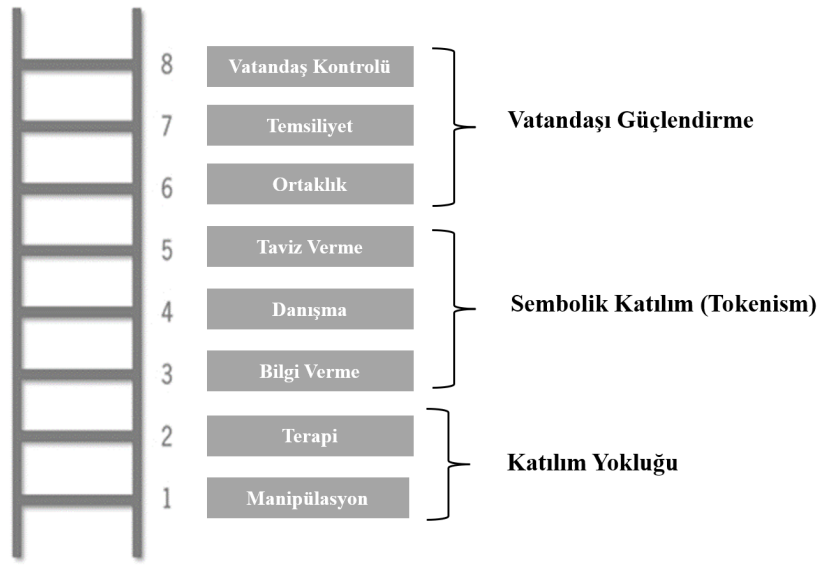 8 Vatandaş Kontrolü
7 Temsiliyet
6 Ortaklık
Vatandaşı Güçlendirme
5 Taviz Verme
4 Danışma
3 Bilgi Verme
Sembolik Katılım (Tokenism)
2 Terapi
1 Manipülasyon
Katılım Yokluğu